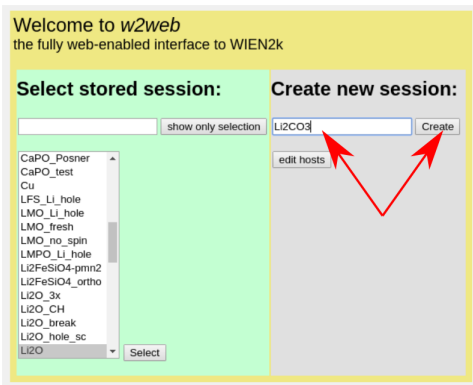 Welcome to w2web
the fully web-enabled interface to WIEN2k
Select stored session:
show only selection
CaPO_Posner
CaPO_test
Cu
LFS_Li_hole
LMO_Li_hole
LMO_fresh
LMO_no_spin
LMPO_Li_hole
Li2FeSiO4-pmn2
Li2FeSiO4_ortho
Li2O_3x
Li2O_CH
Li2O_break
Li2O_hole_sc
Li2O
Select
Create new session:
Li2CO3 Create
edit hosts